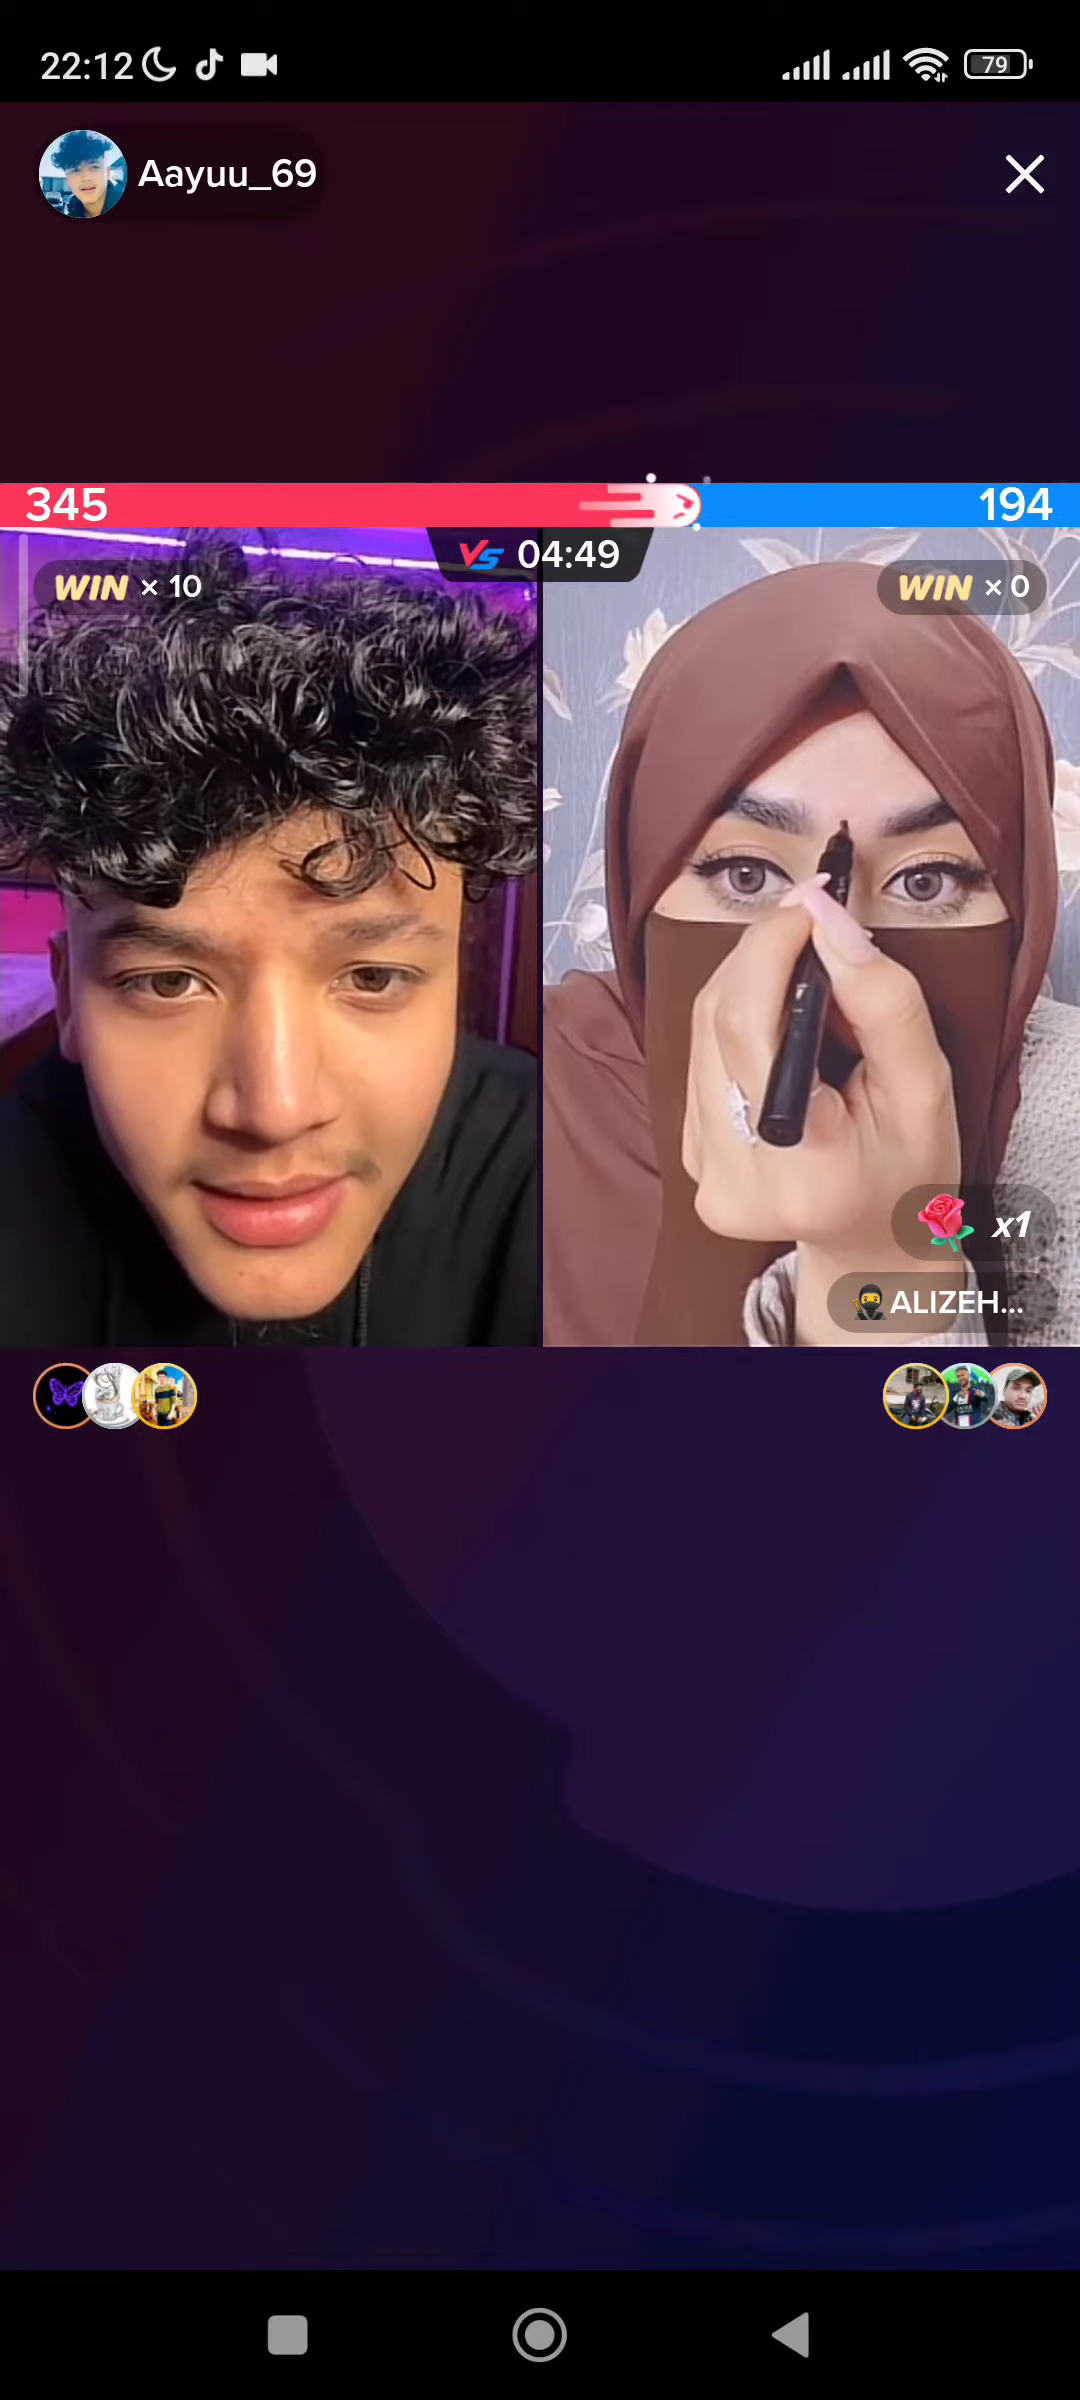 22:12
79
Aayuu_69
345
194
VS 04:49
WIN × 10
WIN × 0
x1
ALIZEH...